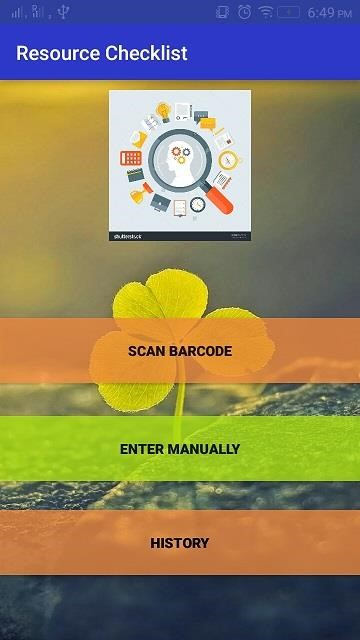 6:49 PM
Resource Checklist
shutterstock
SCAN BARCODE
ENTER MANUALLY
HISTORY